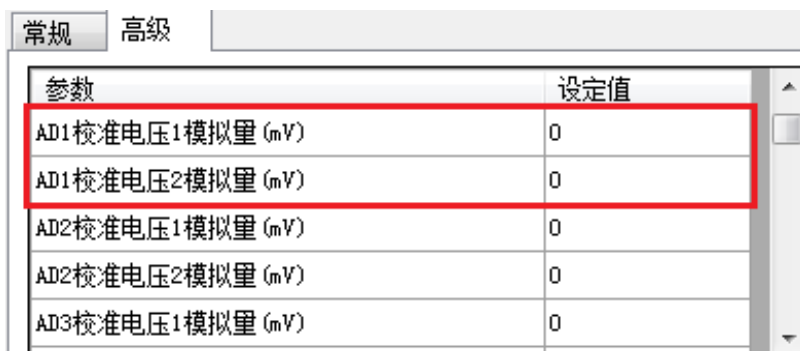 常规 高级
参数 设定值
AD1校准电压1模拟量(mV) 0
AD1校准电压2模拟量(mV) 0
AD2校准电压1模拟量(mV) 0
AD2校准电压2模拟量(mV) 0
AD3校准电压1模拟量(mV) 0